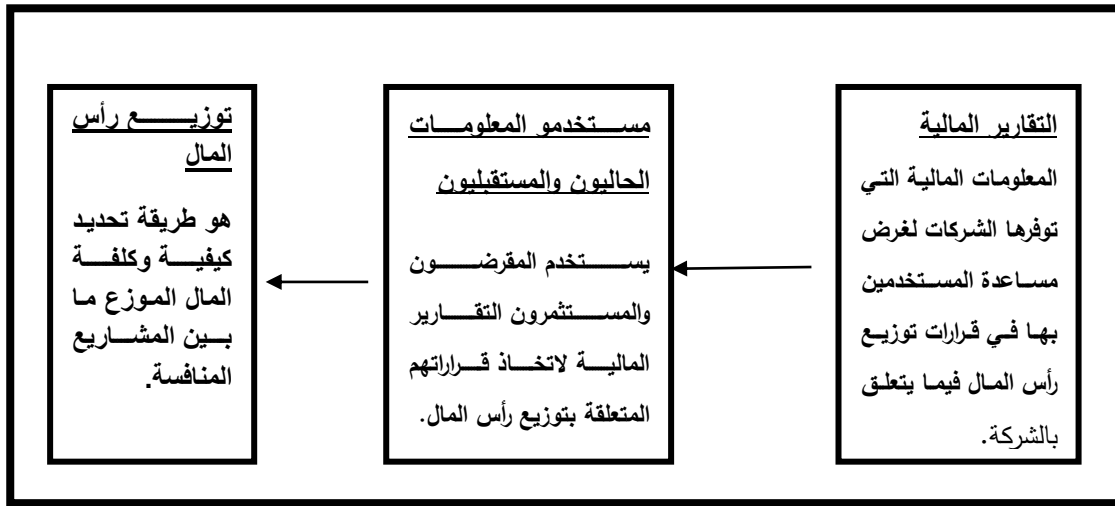 التقارير المالية
المعلومات المالية التي
توفرها الشركات لغرض
مساعدة المستخدمين
بها في قرارات توزيع
رأس المال فيما يتعلق
بالشركة.
مستخدمو المعلومات
الحاليون والمستقبليون
يستخدم المقرضون
والمستثمرون التقارير
المالية لاتخاذ قراراتهم
المتعلقة بتوزيع رأس المال.
توزيع رأس
المال
هو طريقة تحديد
كيفية وكلفة
المال الموزع ما
بين المشاريع
المنافسة.